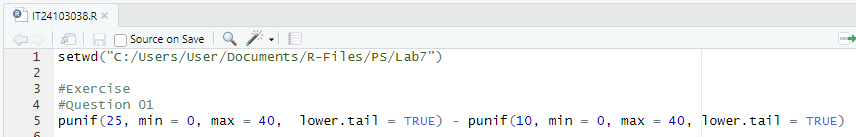 IT24103038.R
Source on Save
1 setwd("C:/Users/User/Documents/R-Files/PS/Lab7")
2
3 #Exercise
4 #Question 01
5 punif(25, min = 0, max = 40,  lower.tail = TRUE) - punif(10, min = 0, max = 40, lower.tail = TRUE)